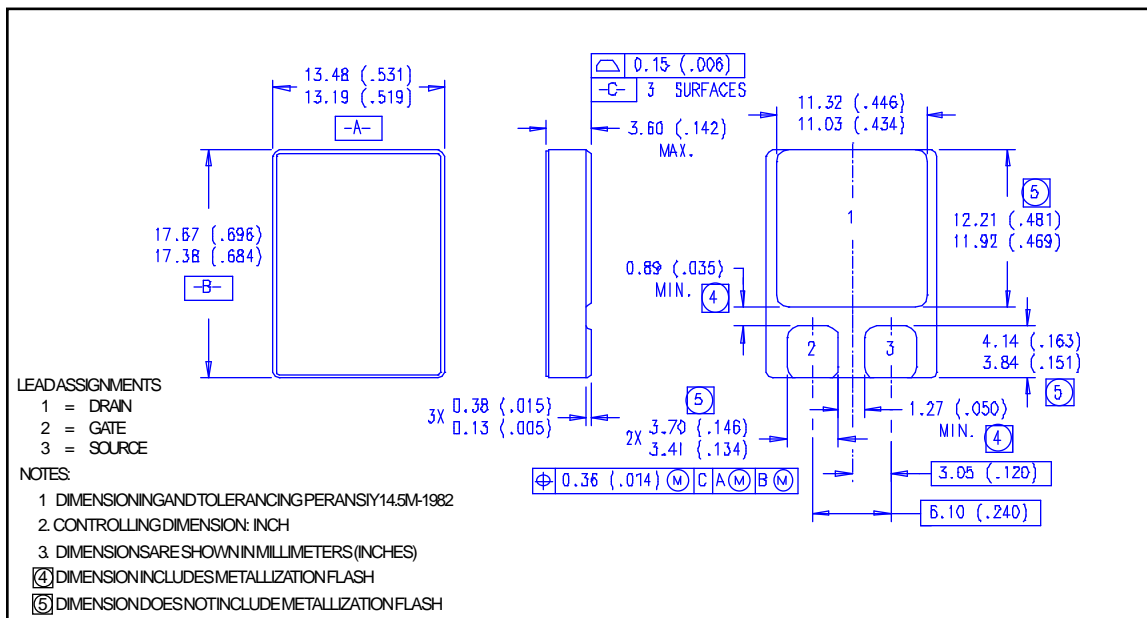 13.48 (.531)
13.19 (.519)
-A-
17.67 (.696)
17.38 (.684)
-B-
0.15 (.006)
-C- 3 SURFACES
3.60 (.142)
MAX.
11.32 (.446)
11.03 (.434)
1
5
12.21 (.481)
11.92 (.469)
0.89 (.035)
MIN. 4
2
3
4.14 (.163)
3.84 (.151)
5
3X 0.38 (.015)
0.13 (.005)
5
2X 3.70 (.146)
3.41 (.134)
1.27 (.050)
MIN. 4
⌖ 0.36 (.014) Ⓜ C A Ⓜ B Ⓜ
3.05 (.120)
6.10 (.240)
LEAD ASSIGNMENTS
1 = DRAIN
2 = GATE
3 = SOURCE
NOTES:
1 DIMENSIONING AND TOLERANCING PER ANSI Y14.5M-1982
2. CONTROLLING DIMENSION: INCH
3. DIMENSIONS ARE SHOWN IN MILLIMETERS (INCHES)
4 DIMENSION INCLUDES METALLIZATION FLASH
5 DIMENSION DOES NOT INCLUDE METALLIZATION FLASH